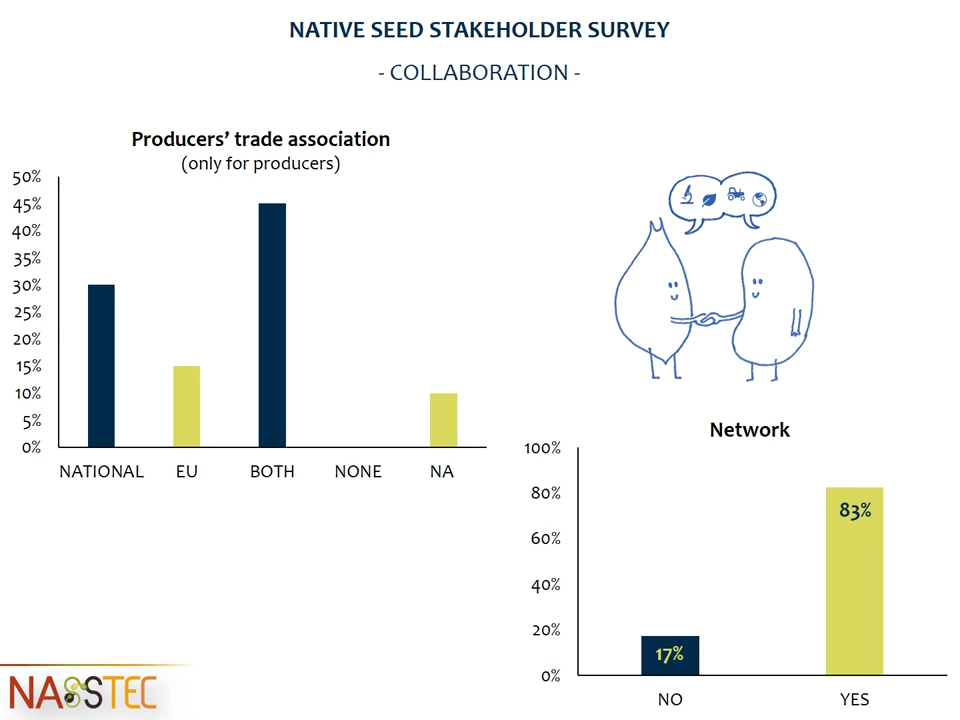 NATIVE SEED STAKEHOLDER SURVEY
- COLLABORATION -
Producers’ trade association
(only for producers)
50%
45%
40%
35%
30%
25%
20%
15%
10%
5%
0%
NATIONAL EU BOTH NONE NA
Network
100%
80%
60%
40%
20%
0%
83%
17%
NO YES
NASSTEC